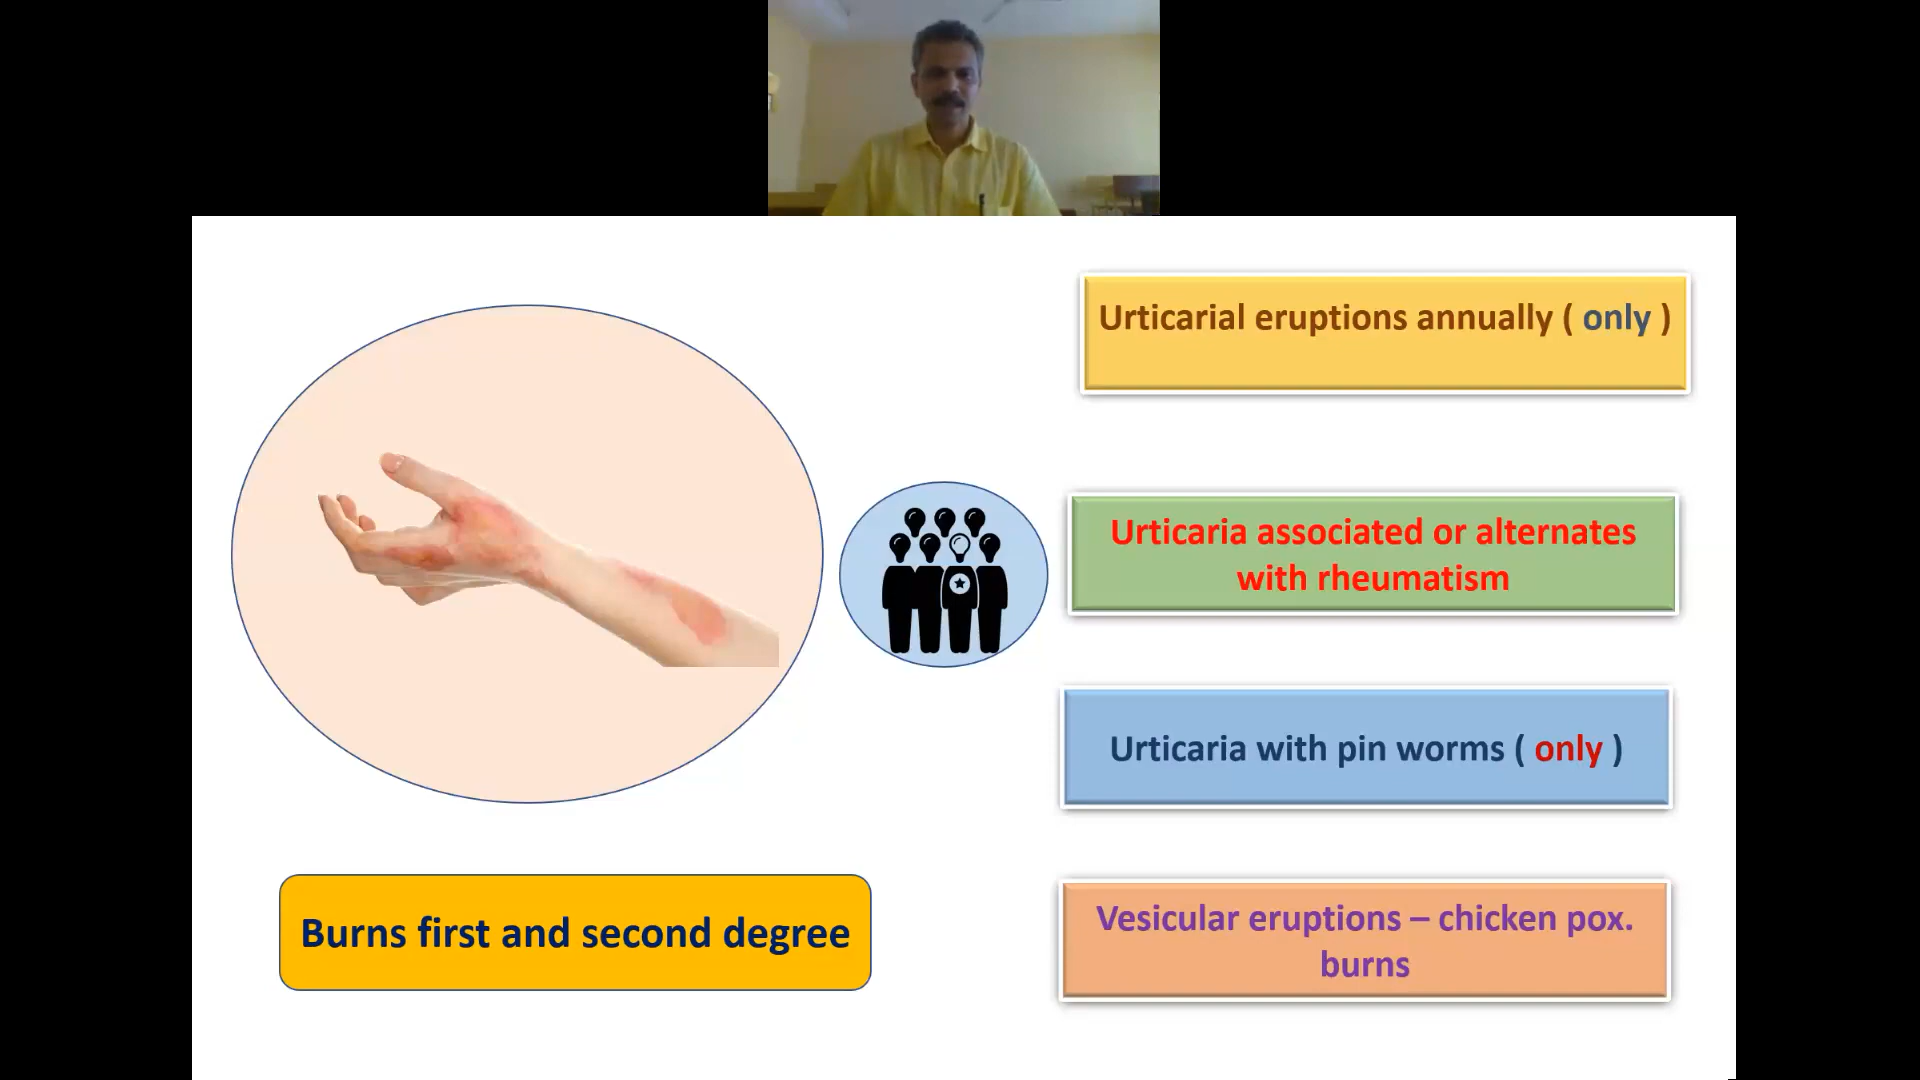 Urticarial eruptions annually ( only )
Urticaria associated or alternates
with rheumatism
Urticaria with pin worms ( only )
Burns first and second degree
Vesicular eruptions – chicken pox.
burns